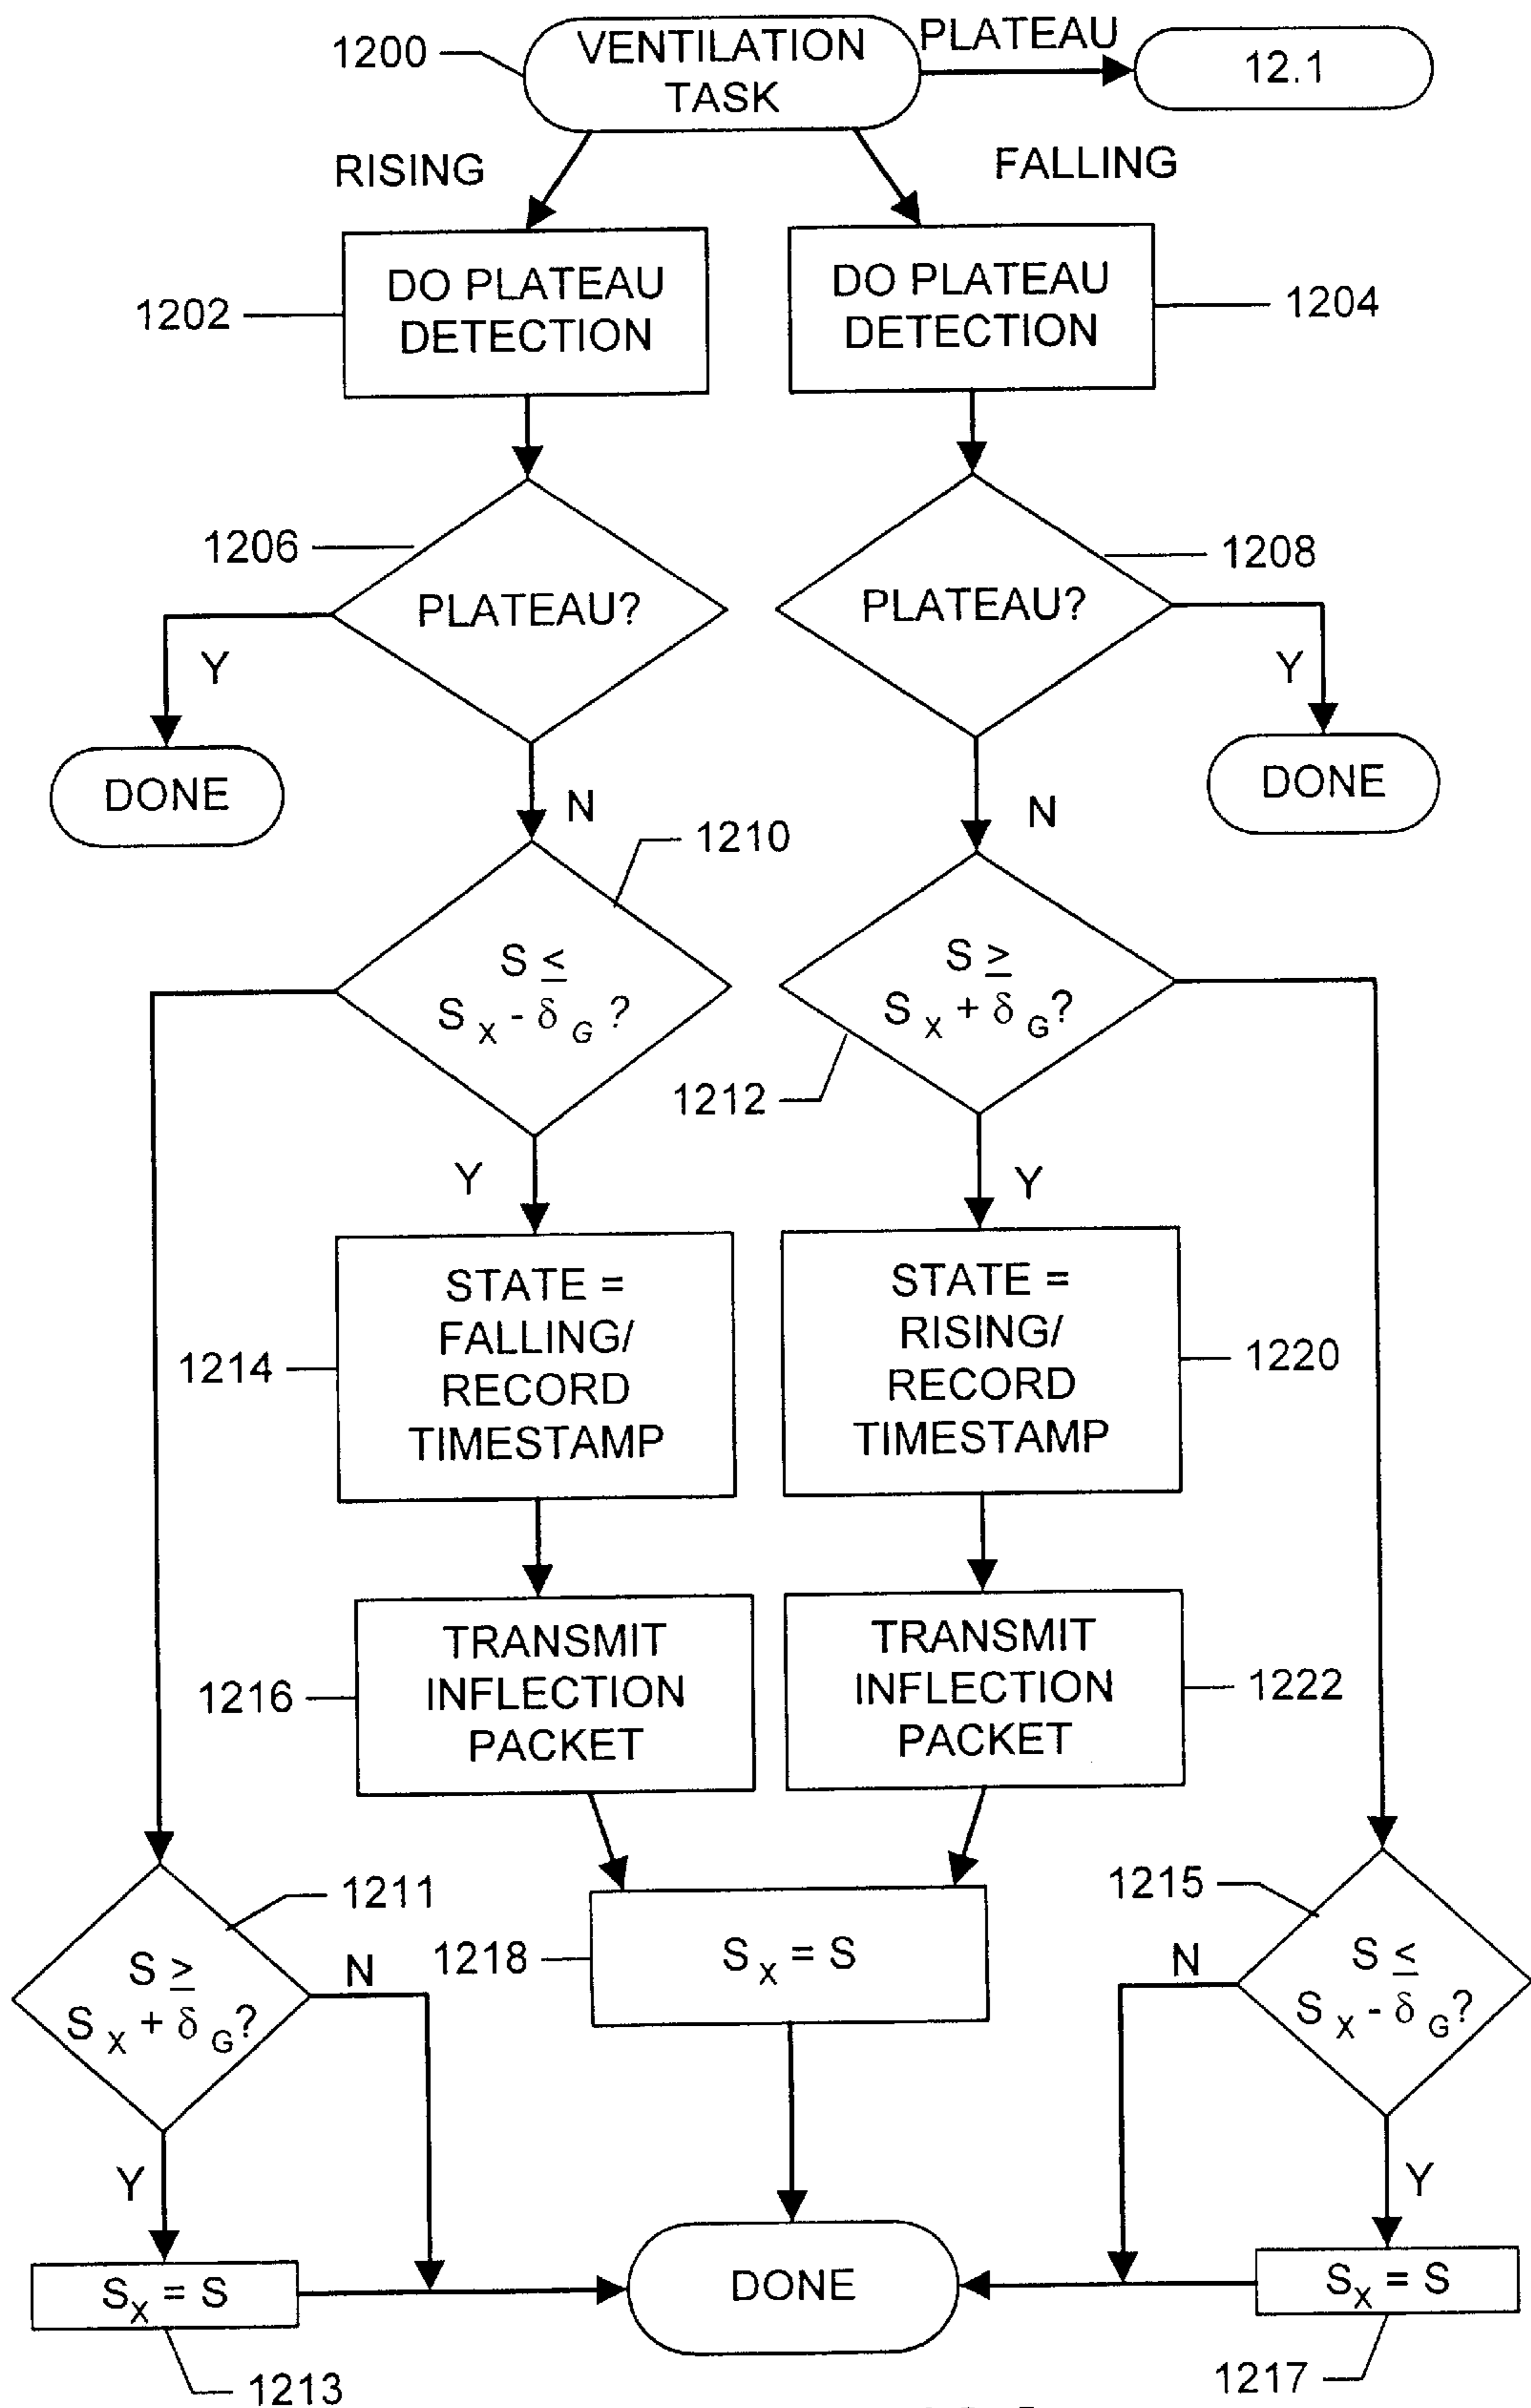 1200
VENTILATION
TASK
PLATEAU
12.1
RISING
FALLING
1202
DO PLATEAU
DETECTION
DO PLATEAU
DETECTION
1204
1206
PLATEAU?
PLATEAU?
1208
Y
Y
DONE
DONE
N
N
1210
S ≤
S X - δ G ?
S ≥
S X + δ G?
1212
Y
Y
1214
STATE =
FALLING/
RECORD
TIMESTAMP
STATE =
RISING/
RECORD
TIMESTAMP
1220
1216
TRANSMIT
INFLECTION
PACKET
TRANSMIT
INFLECTION
PACKET
1222
1211
S ≥
S X + δ G?
N
1218
S X = S
1215
N
S ≤
S X - δ G?
Y
Y
SX = S
DONE
SX = S
1213
1217